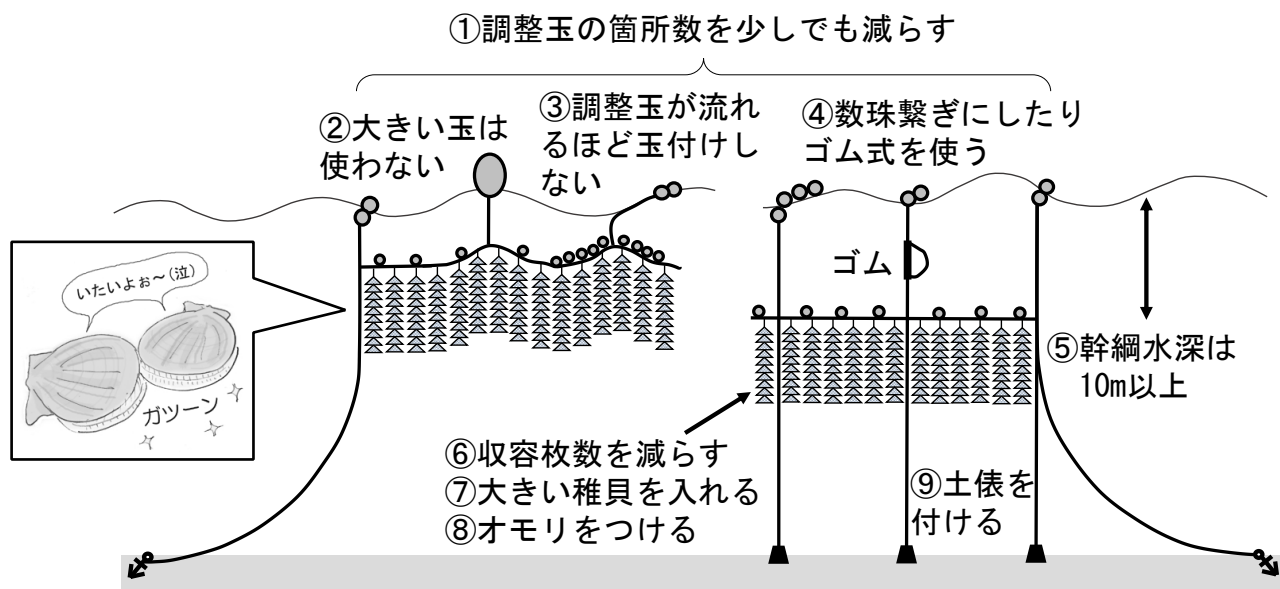 ①調整玉の箇所数を少しでも減らす
②大きい玉は
使わない
③調整玉が流れ
るほど玉付けし
ない
④数珠繋ぎにしたり
ゴム式を使う
いたいよぉ～(泣)
ガツーン
ゴム
⑤幹綱水深は
10m以上
⑥収容枚数を減らす
⑦大きい稚貝を入れる
⑧オモリをつける
⑨土俵を
付ける